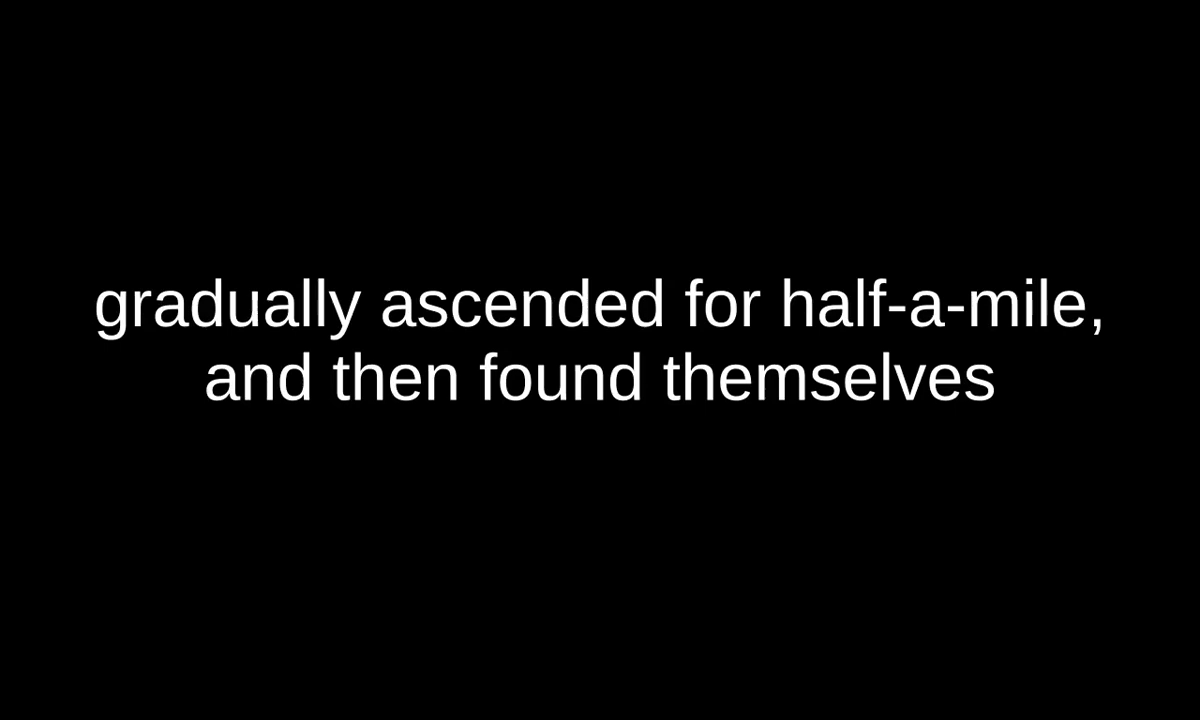 gradually ascended for half-a-mile,
and then found themselves